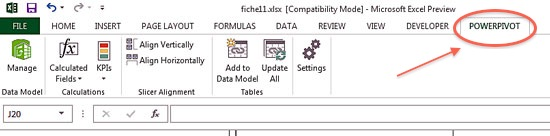 fiche11.xlsx [Compatibility Mode] - Microsoft Excel Preview
FILE HOME INSERT PAGE LAYOUT FORMULAS DATA REVIEW VIEW DEVELOPER POWERPIVOT
Manage Calculated Fields KPIs Align Vertically Align Horizontally Add to Data Model Update All Settings
Data Model Calculations Slicer Alignment Tables
J20 fx